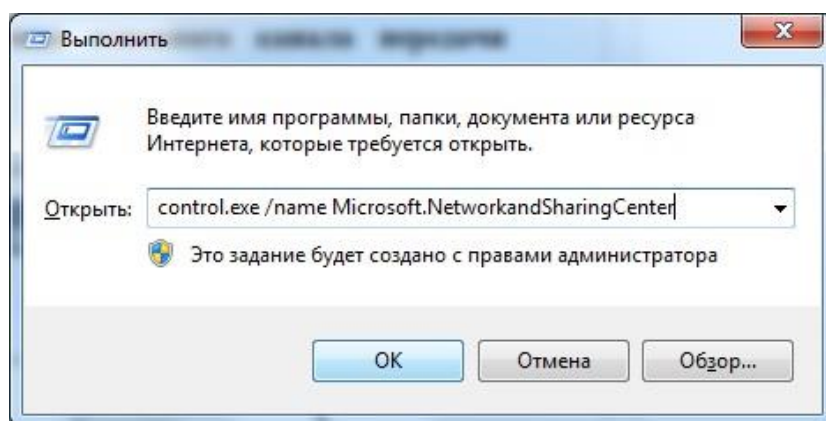 Выполнить
Введите имя программы, папки, документа или ресурса
Интернета, которые требуется открыть.
Открыть: control.exe /name Microsoft.NetworkandSharingCenter
Это задание будет создано с правами администратора
ОК Отмена Обзор...